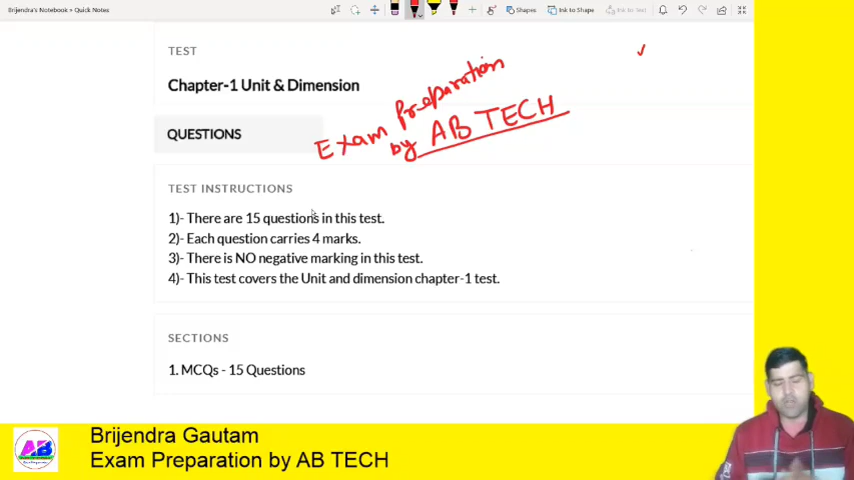 Brijendra's Notebook > Quick Notes
Shapes
Ink to Shape
Ink to Text
TEST
Chapter-1 Unit & Dimension
Exam Preparation
by AB TECH
QUESTIONS
TEST INSTRUCTIONS
1)- There are 15 questions in this test.
2)- Each question carries 4 marks.
3)- There is NO negative marking in this test.
4)- This test covers the Unit and dimension chapter-1 test.
SECTIONS
1. MCQs - 15 Questions
AB
Brijendra Gautam
Exam Preparation by AB TECH